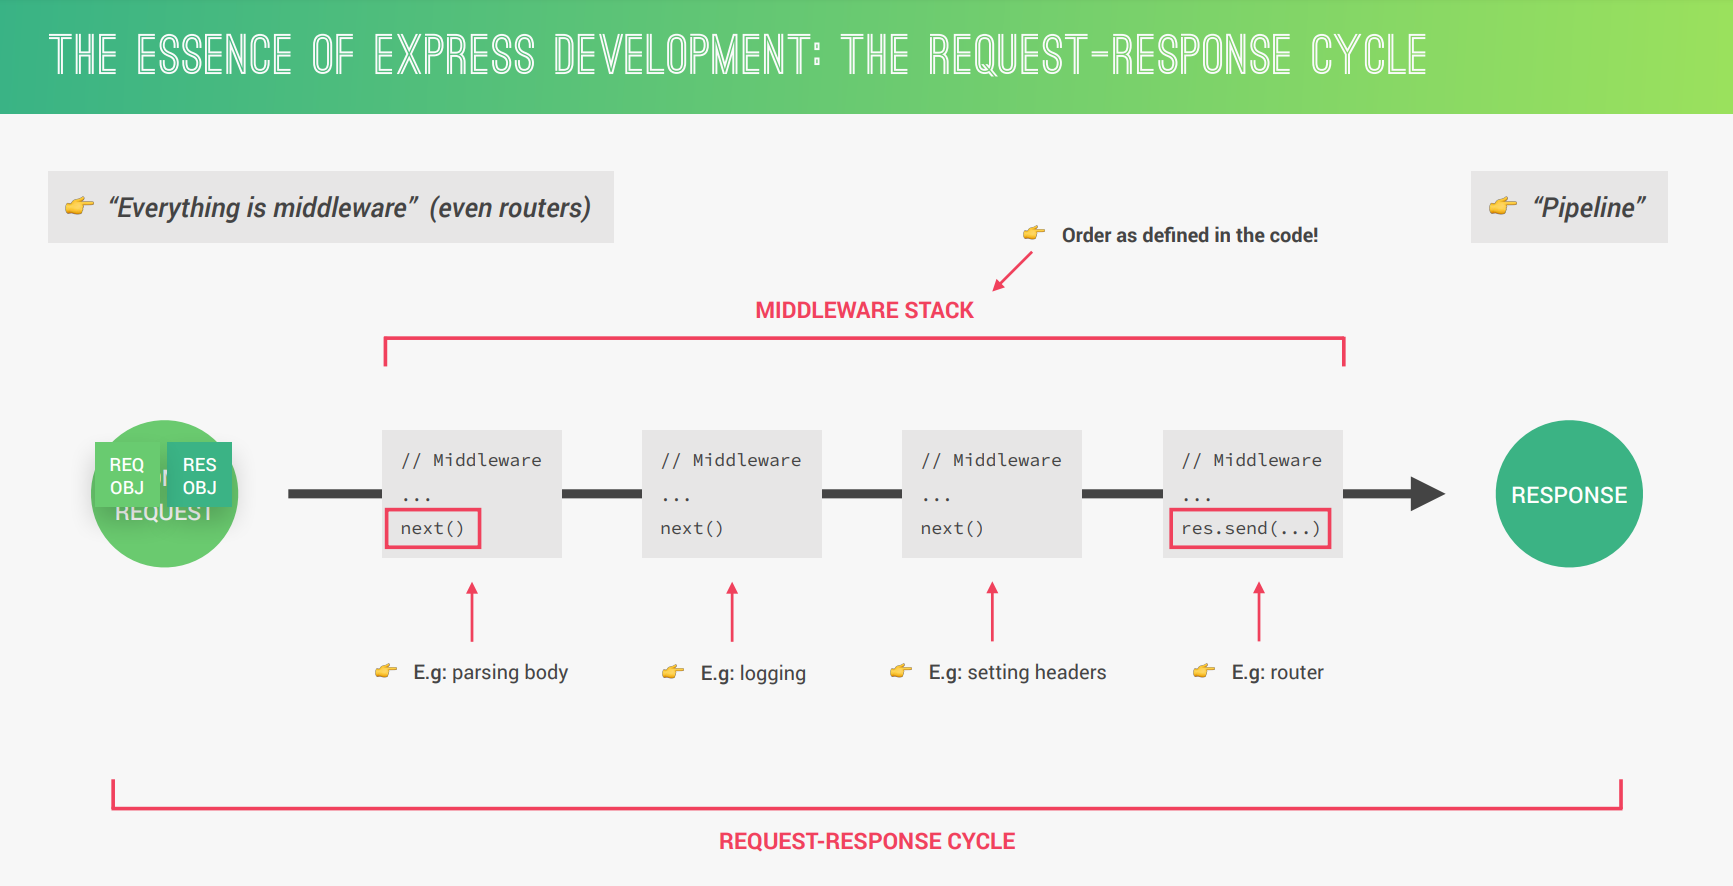 THE ESSENCE OF EXPRESS DEVELOPMENT: THE REQUEST-RESPONSE CYCLE
👉 “Everything is middleware” (even routers)
👉 “Pipeline”
👉 Order as defined in the code!
MIDDLEWARE STACK
REQ
OBJ
RES
OBJ
REQUEST
// Middleware
...
next()
// Middleware
...
next()
// Middleware
...
next()
// Middleware
...
res.send(...)
RESPONSE
👉 E.g: parsing body
👉 E.g: logging
👉 E.g: setting headers
👉 E.g: router
REQUEST-RESPONSE CYCLE